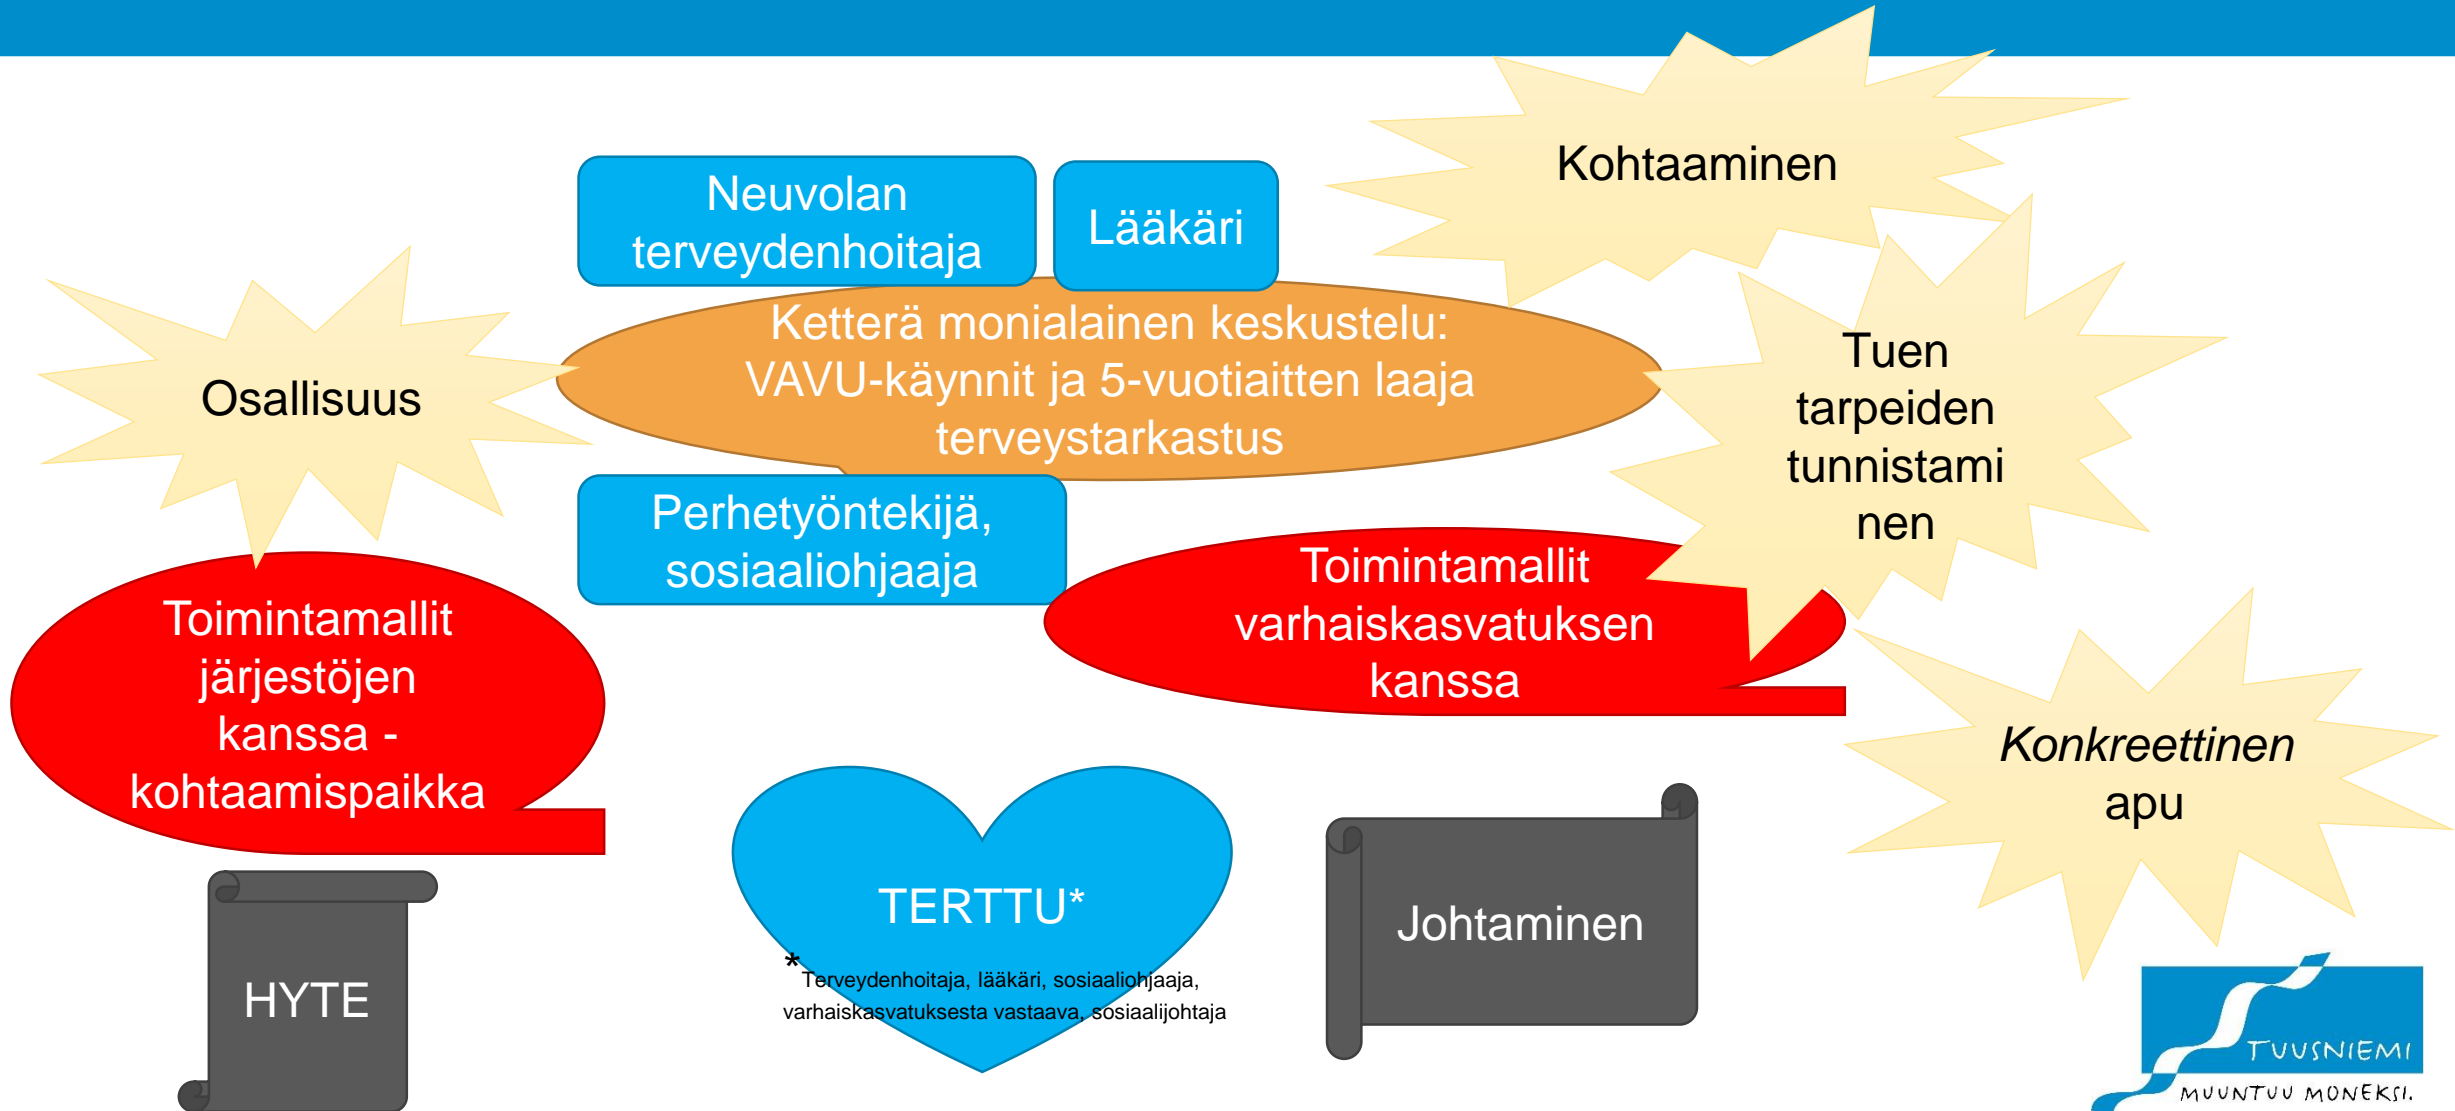 Kohtaaminen
Neuvolan
terveydenhoitaja
Lääkäri
Ketterä monialainen keskustelu:
VAVU-käynnit ja 5-vuotiaitten laaja
terveystarkastus
Osallisuus
Tuen
tarpeiden
tunnistami
nen
Perhetyöntekijä,
sosiaaliohjaaja
Toimintamallit
varhaiskasvatuksen
kanssa
Toimintamallit
järjestöjen
kanssa -
kohtaamispaikka
Konkreettinen
apu
TERTTU*
*Terveydenhoitaja, lääkäri, sosiaaliohjaaja,
varhaiskasvatuksesta vastaava, sosiaalijohtaja
Johtaminen
HYTE
TUUSNIEMI
MUUNTUU MONEKSI.